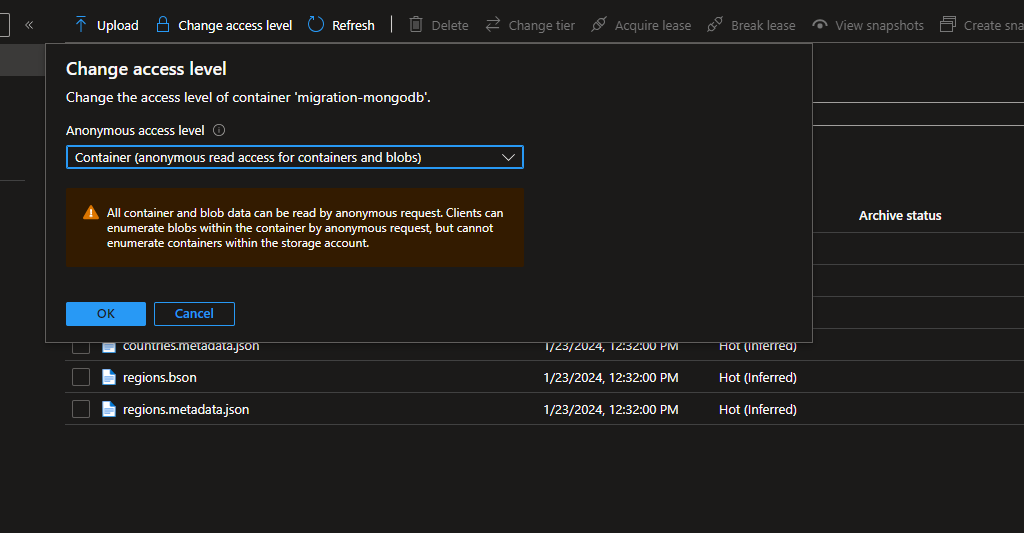 « Upload Change access level Refresh Delete Change tier Acquire lease Break lease View snapshots Create sna
Change access level
Change the access level of container 'migration-mongodb'.
Anonymous access level
Container (anonymous read access for containers and blobs)
All container and blob data can be read by anonymous request. Clients can
enumerate blobs within the container by anonymous request, but cannot
enumerate containers within the storage account.
Archive status
OK Cancel
countries.metadata.json 1/23/2024, 12:32:00 PM Hot (Inferred)
regions.bson 1/23/2024, 12:32:00 PM Hot (Inferred)
regions.metadata.json 1/23/2024, 12:32:00 PM Hot (Inferred)